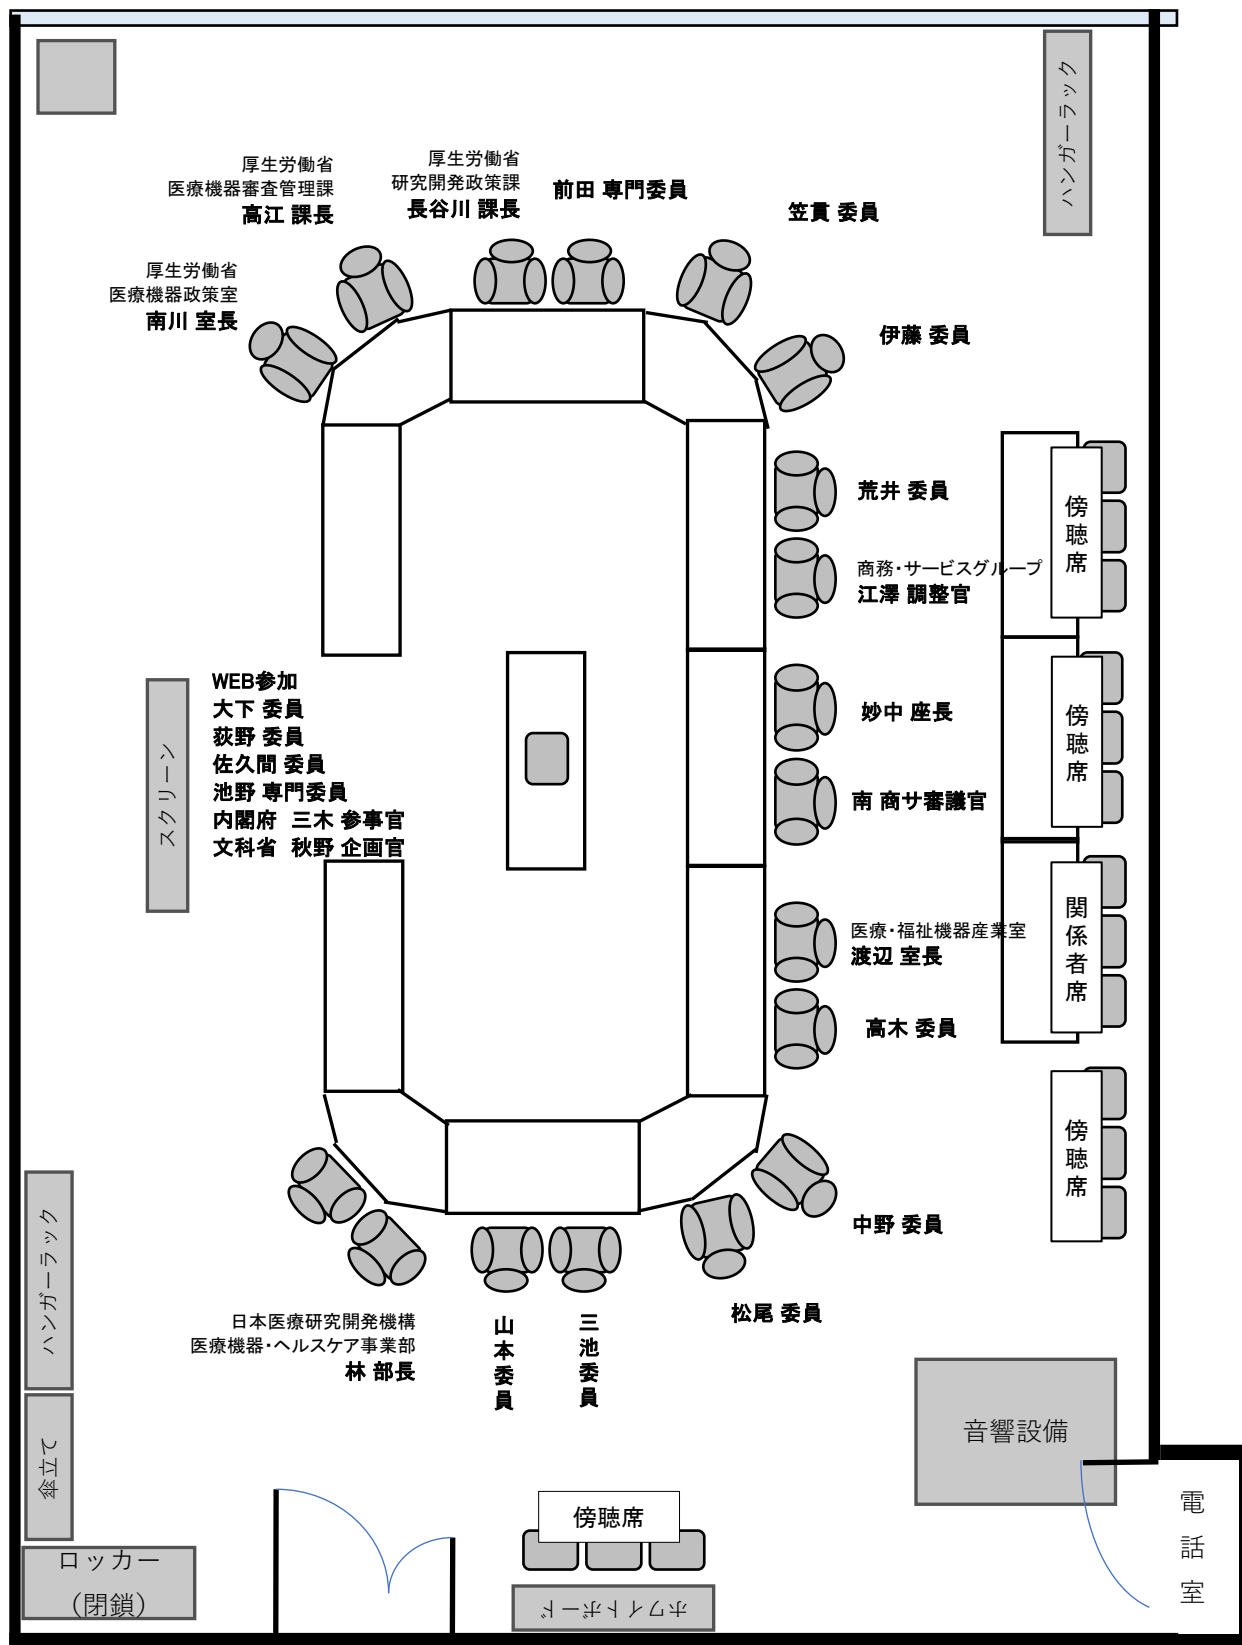 ハンガーラック
厚生労働省
医療機器審査管理課
高江 課長
厚生労働省
研究開発政策課
長谷川 課長
前田 専門委員
笠貫 委員
厚生労働省
医療機器政策室
南川 室長
伊藤 委員
荒井 委員
商務・サービスグループ
江澤 調整官
傍聴席
WEB参加
大下 委員
荻野 委員
佐久間 委員
池野 専門委員
内閣府 三木 参事官
文科省 秋野 企画官
スクリーン
妙中 座長
南 商サ審議官
傍聴席
医療・福祉機器産業室
渡辺 室長
高木 委員
関係者席
傍聴席
中野 委員
松尾 委員
三池委員
山本委員
日本医療研究開発機構
医療機器・ヘルスケア事業部
林 部長
ハンガーラック
傘立て
ロッカー
（閉鎖）
傍聴席
ホワイトボード
音響設備
電話室